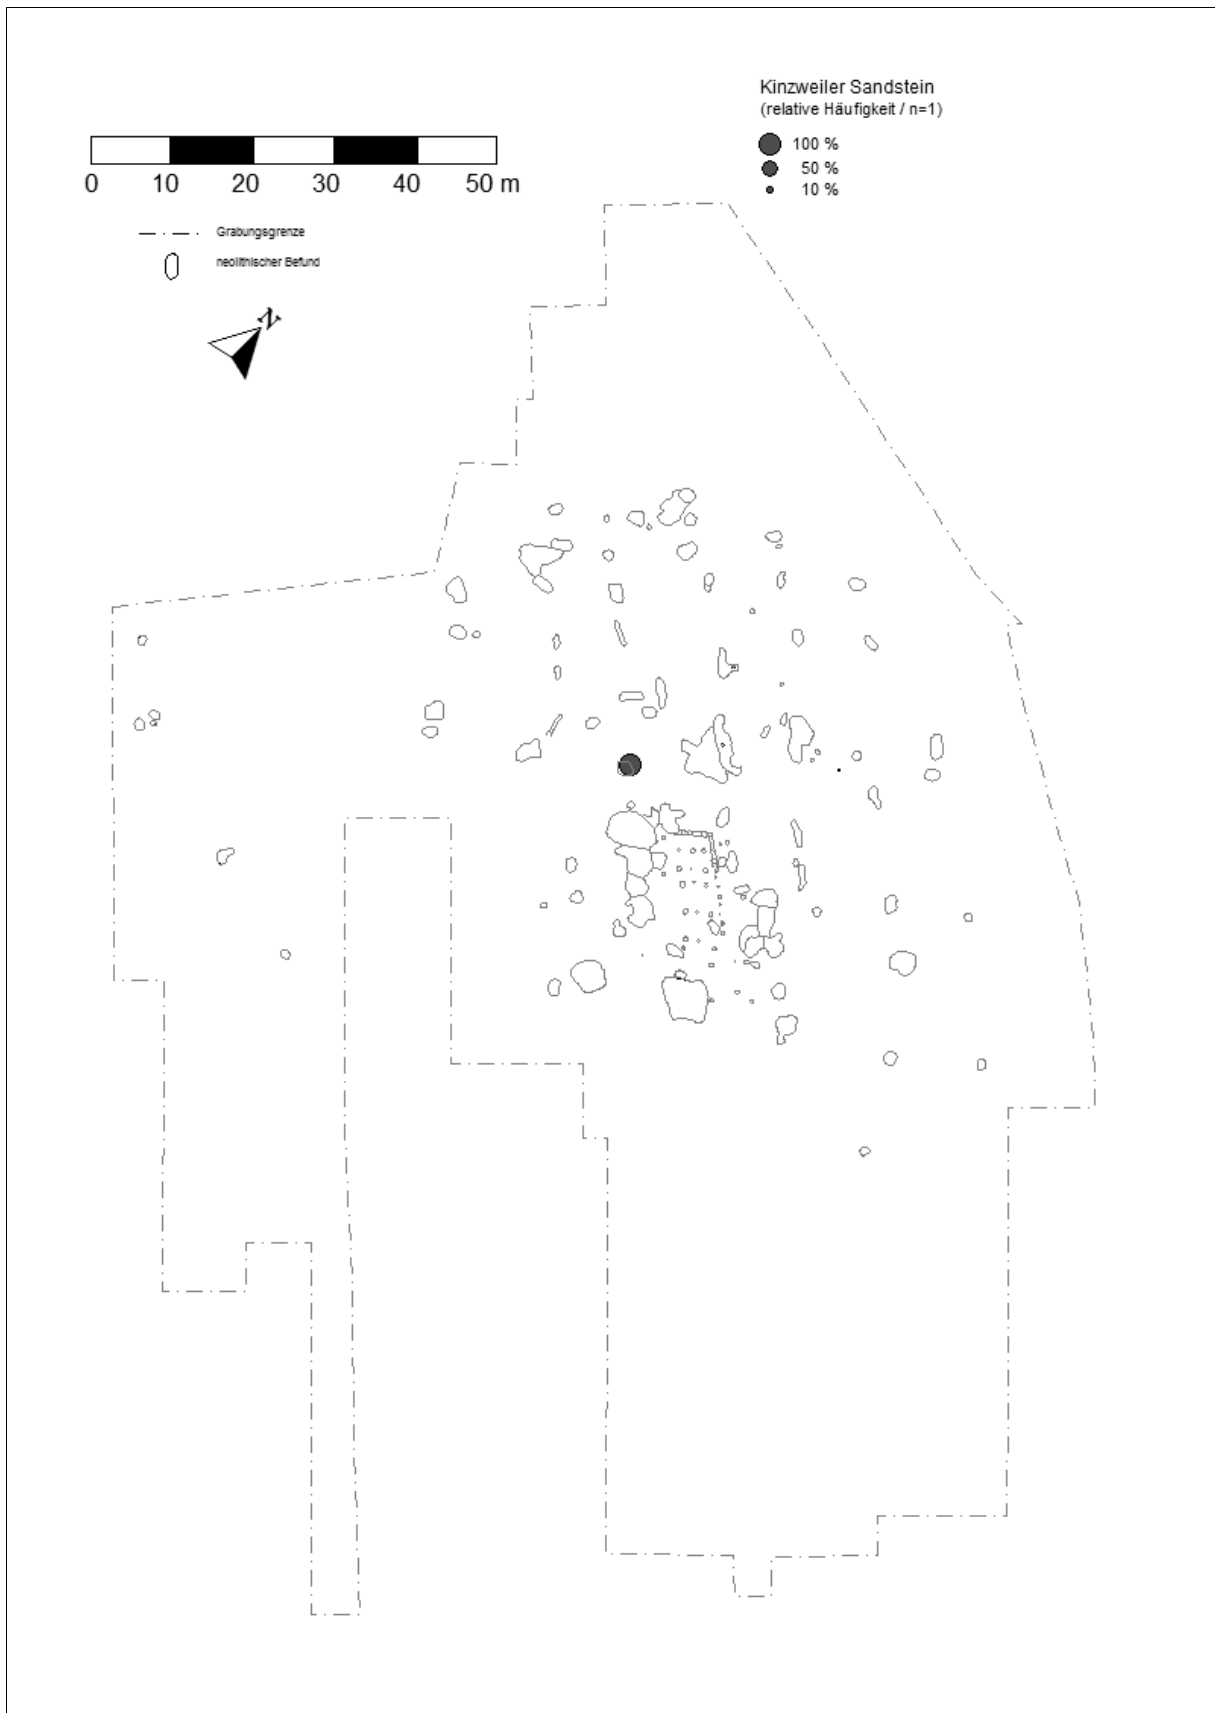 Kinzweiler Sandstein
(relative Häufigkeit / n=1)
100 %
50 %
10 %
0 10 20 30 40 50 m
Grabungsgrenze
neolithischer Befund
N